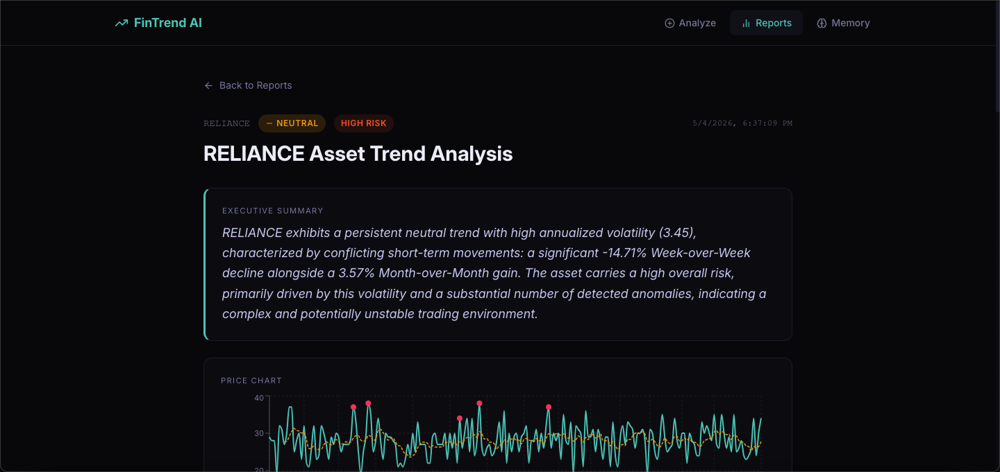 FinTrend AI
Analyze
Reports
Memory
Back to Reports
RELIANCE
– NEUTRAL
HIGH RISK
5/4/2026, 6:37:09 PM
RELIANCE Asset Trend Analysis
EXECUTIVE SUMMARY
RELIANCE exhibits a persistent neutral trend with high annualized volatility (3.45),
characterized by conflicting short-term movements: a significant -14.71% Week-over-Week
decline alongside a 3.57% Month-over-Month gain. The asset carries a high overall risk,
primarily driven by this volatility and a substantial number of detected anomalies, indicating a
complex and potentially unstable trading environment.
PRICE CHART
40
30
20